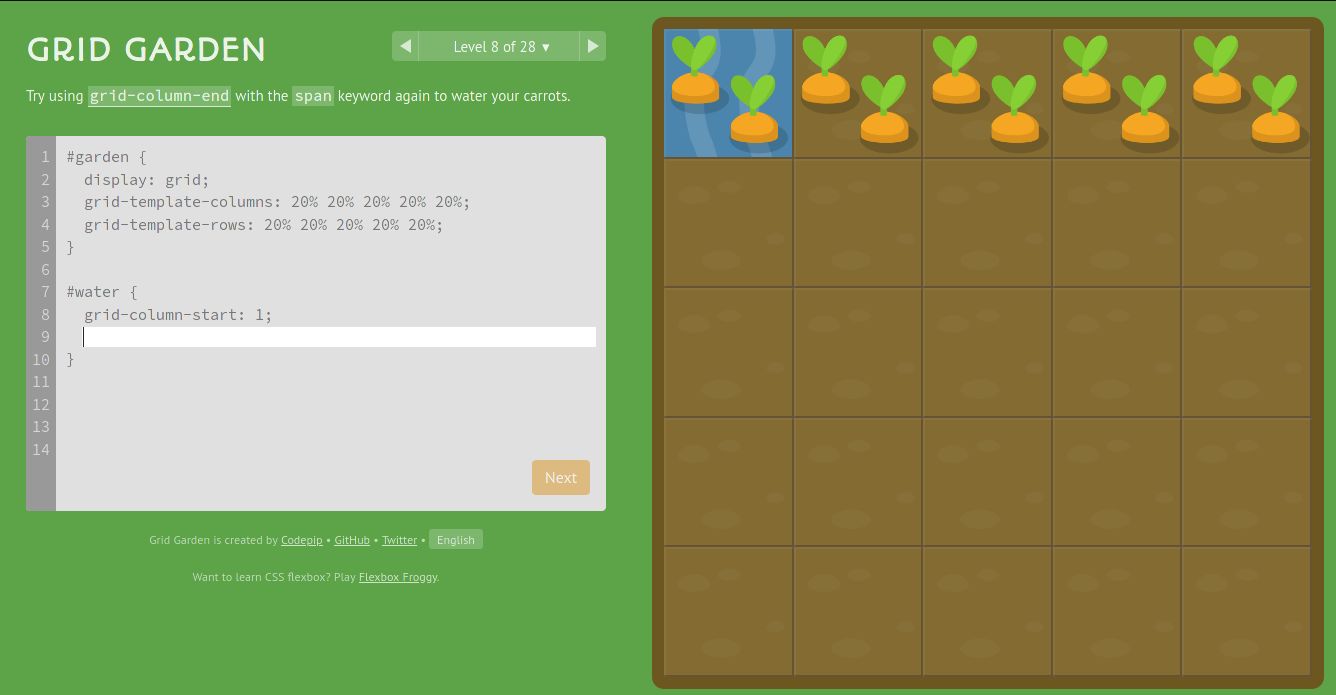 GRID GARDEN
◀ Level 8 of 28 ▾ ▶
Try using grid-column-end with the span keyword again to water your carrots.
1 #garden {
2   display: grid;
3   grid-template-columns: 20% 20% 20% 20% 20%;
4   grid-template-rows: 20% 20% 20% 20% 20%;
5 }
6
7 #water {
8   grid-column-start: 1;
9
10 }
11
12
13
14
Next
Grid Garden is created by Codepip • GitHub • Twitter • English
Want to learn CSS flexbox? Play Flexbox Froggy.